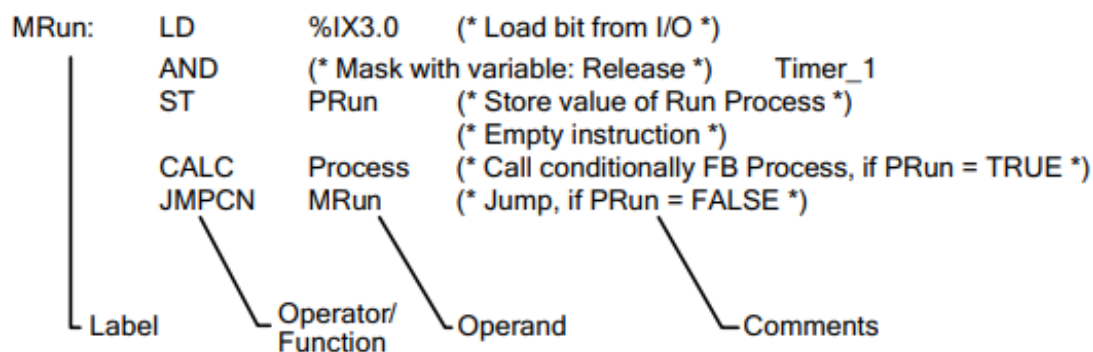 MRun: LD %IX3.0 (* Load bit from I/O *)
AND (* Mask with variable: Release *) Timer_1
ST PRun (* Store value of Run Process *)
(* Empty instruction *)
CALC Process (* Call conditionally FB Process, if PRun = TRUE *)
JMPCN MRun (* Jump, if PRun = FALSE *)
Label Operator/ Operand Comments
Function